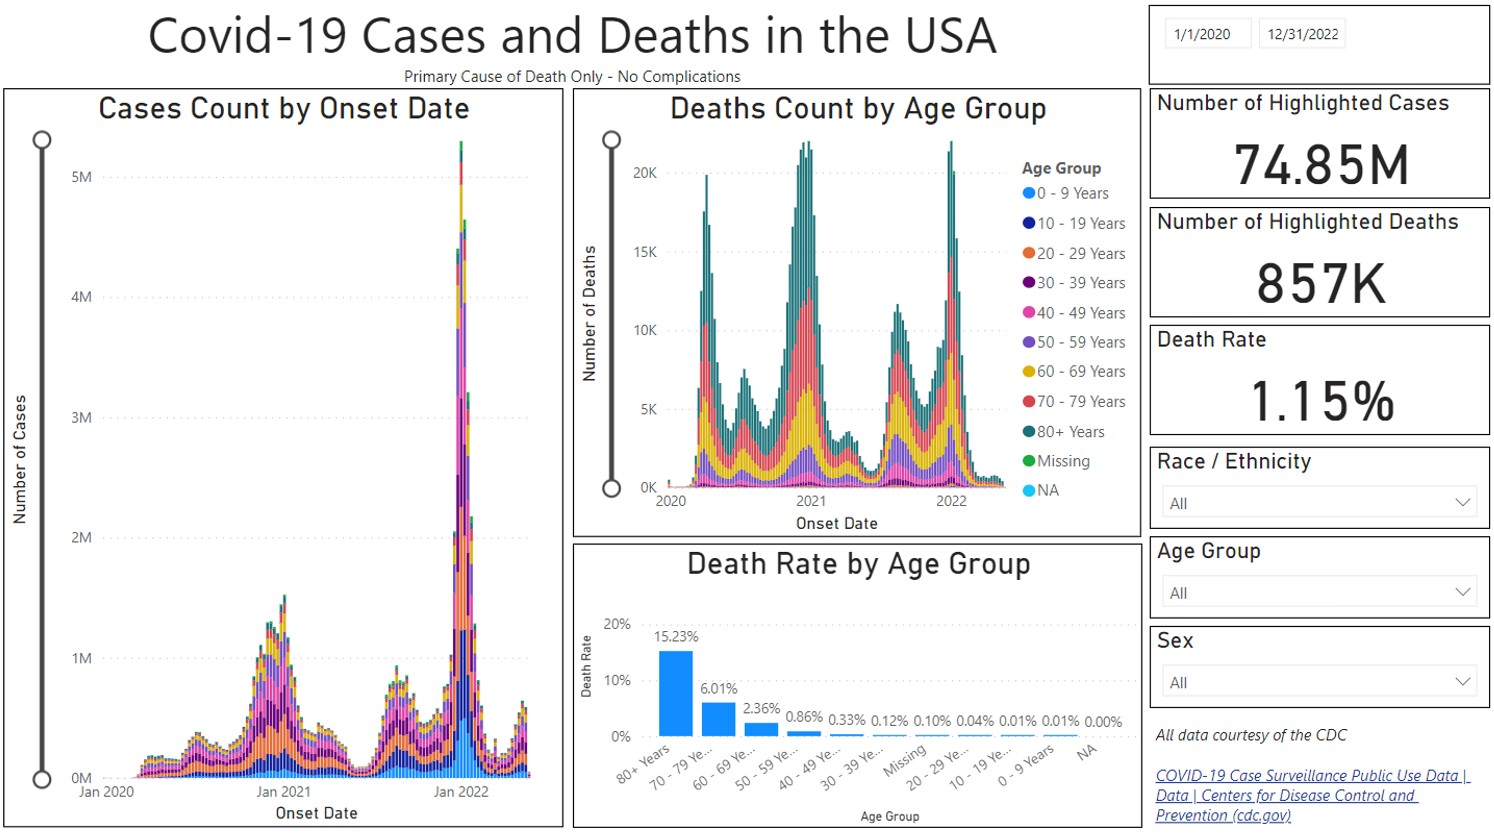 Covid-19 Cases and Deaths in the USA
Primary Cause of Death Only - No Complications
1/1/2020
12/31/2022
Cases Count by Onset Date
Number of Cases
5M
4M
3M
2M
1M
0M
Jan 2020
Jan 2021
Jan 2022
Onset Date
Deaths Count by Age Group
Number of Deaths
20K
15K
10K
5K
0K
2020
2021
2022
Onset Date
Age Group
0 - 9 Years
10 - 19 Years
20 - 29 Years
30 - 39 Years
40 - 49 Years
50 - 59 Years
60 - 69 Years
70 - 79 Years
80+ Years
Missing
NA
Death Rate by Age Group
Death Rate
20%
10%
0%
15.23%
6.01%
2.36%
0.86%
0.33%
0.12%
0.10%
0.04%
0.01%
0.01%
0.00%
80+ Years
70 - 79 Ye...
60 - 69 Ye...
50 - 59 Ye...
40 - 49 Ye...
30 - 39 Ye...
Missing
20 - 29 Ye...
10 - 19 Ye...
0 - 9 Years
NA
Age Group
Number of Highlighted Cases
74.85M
Number of Highlighted Deaths
857K
Death Rate
1.15%
Race / Ethnicity
All
Age Group
All
Sex
All
All data courtesy of the CDC
COVID-19 Case Surveillance Public Use Data |
Data | Centers for Disease Control and
Prevention (cdc.gov)